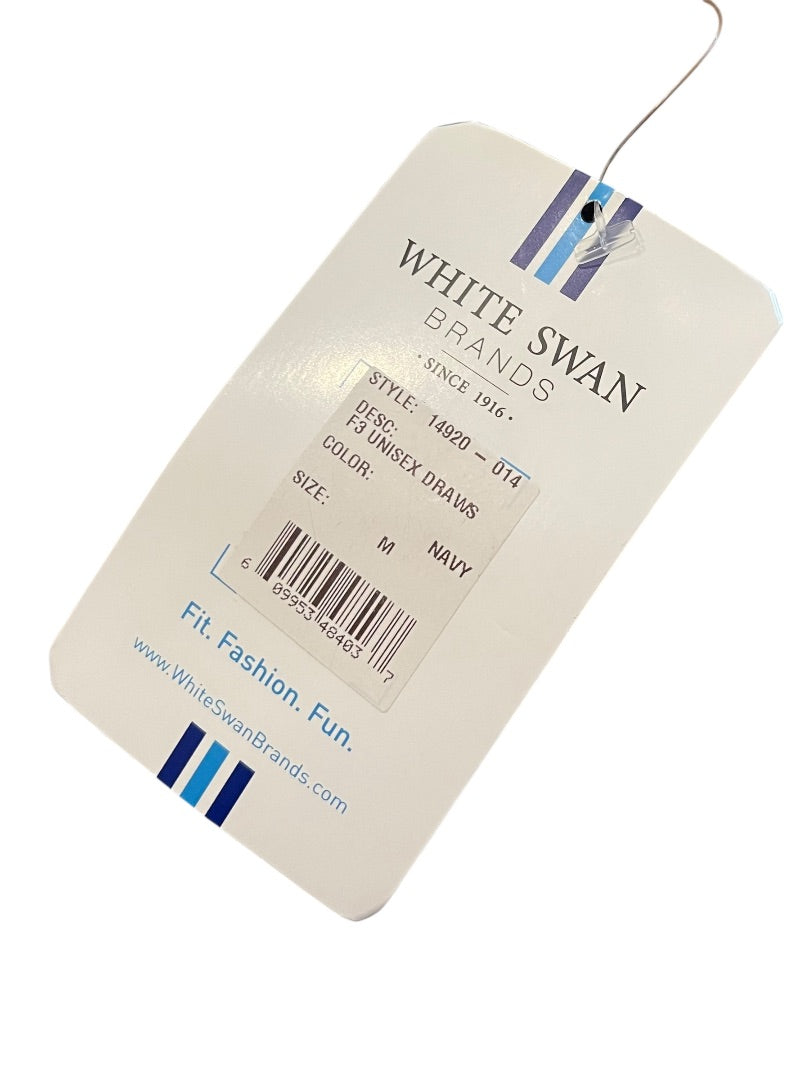 WHITE SWAN
BRANDS
· SINCE 1916 ·
STYLE: 14920 - 014
DESC:
F3 UNISEX DRAWS
COLOR:
NAVY
SIZE:
M
6 09953 48403 7
Fit. Fashion. Fun.
www.WhiteSwanBrands.com